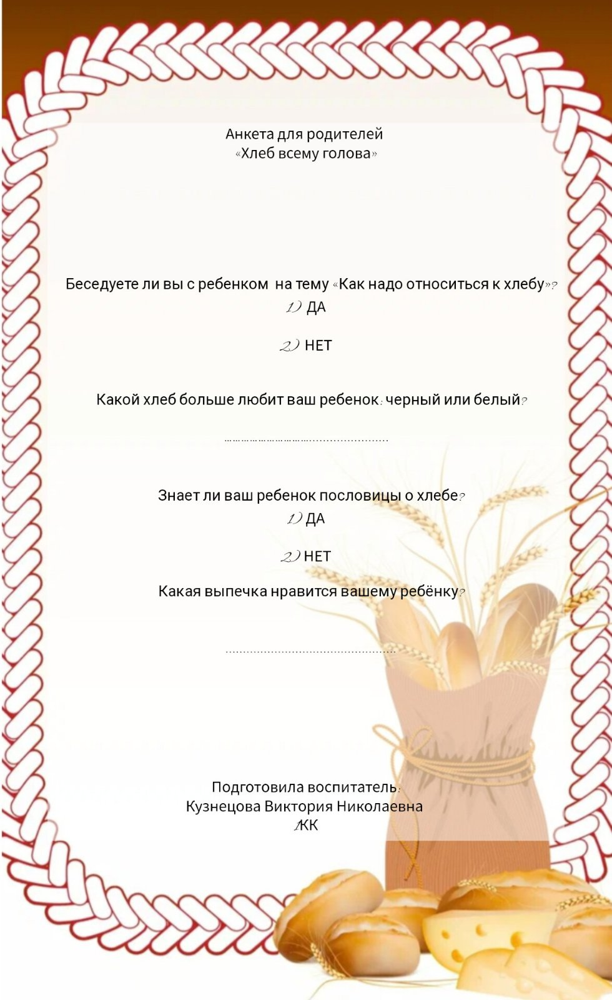 Анкета для родителей
«Хлеб всему голова»
Беседуете ли вы с ребенком на тему «Как надо относиться к хлебу»?
1) ДА
2) НЕТ
Какой хлеб больше любит ваш ребенок: черный или белый?
................................................
Знает ли ваш ребенок пословицы о хлебе?
1) ДА
2) НЕТ
Какая выпечка нравится вашему ребёнку?
................................................
Подготовила воспитатель:
Кузнецова Виктория Николаевна
1КК